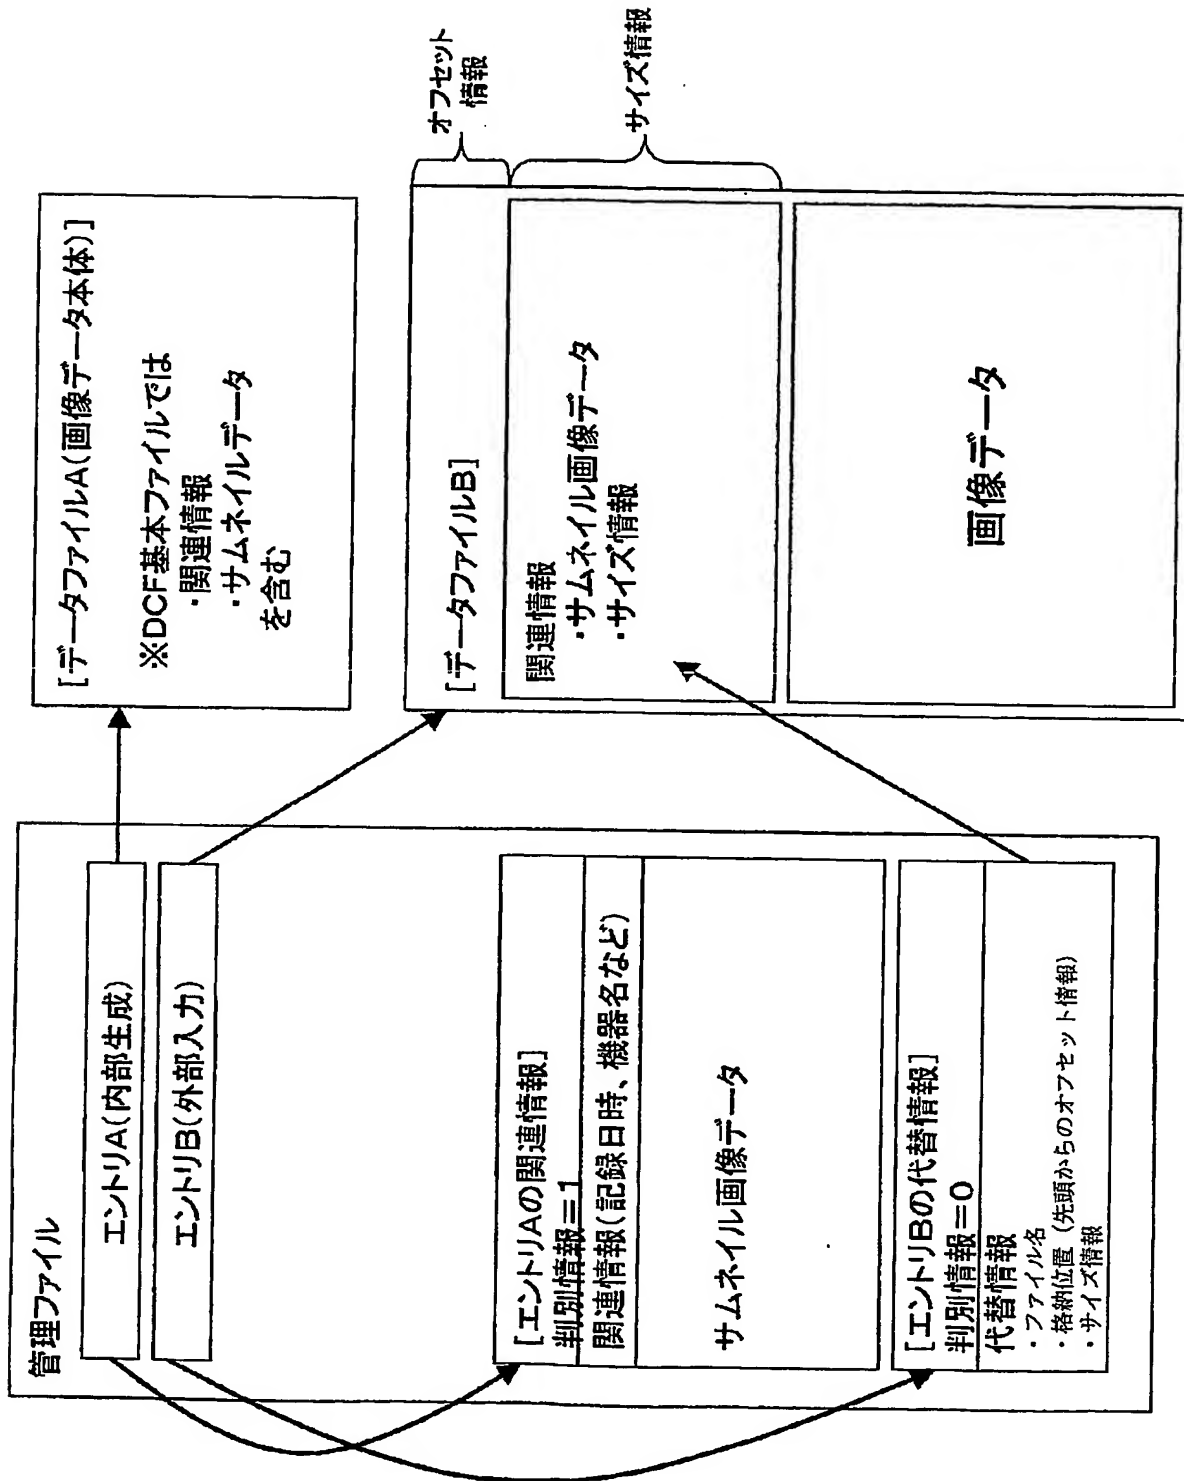 管理ファイル
エントリA(内部生成)
エントリB(外部入力)
[エントリAの関連情報]
判別情報=1
関連情報(記録日時、機器名など)
サムネイル画像データ
[エントリBの代替情報]
判別情報=0
代替情報
・ファイル名
・格納位置 (先頭からのオフセット情報)
・サイズ情報
[データファイルA(画像データ本体)]
※DCF基本ファイルでは
・関連情報
・サムネイルデータ
を含む
[データファイルB]
関連情報
・サムネイル画像データ
・サイズ情報
画像データ
オフセット
情報
サイズ情報